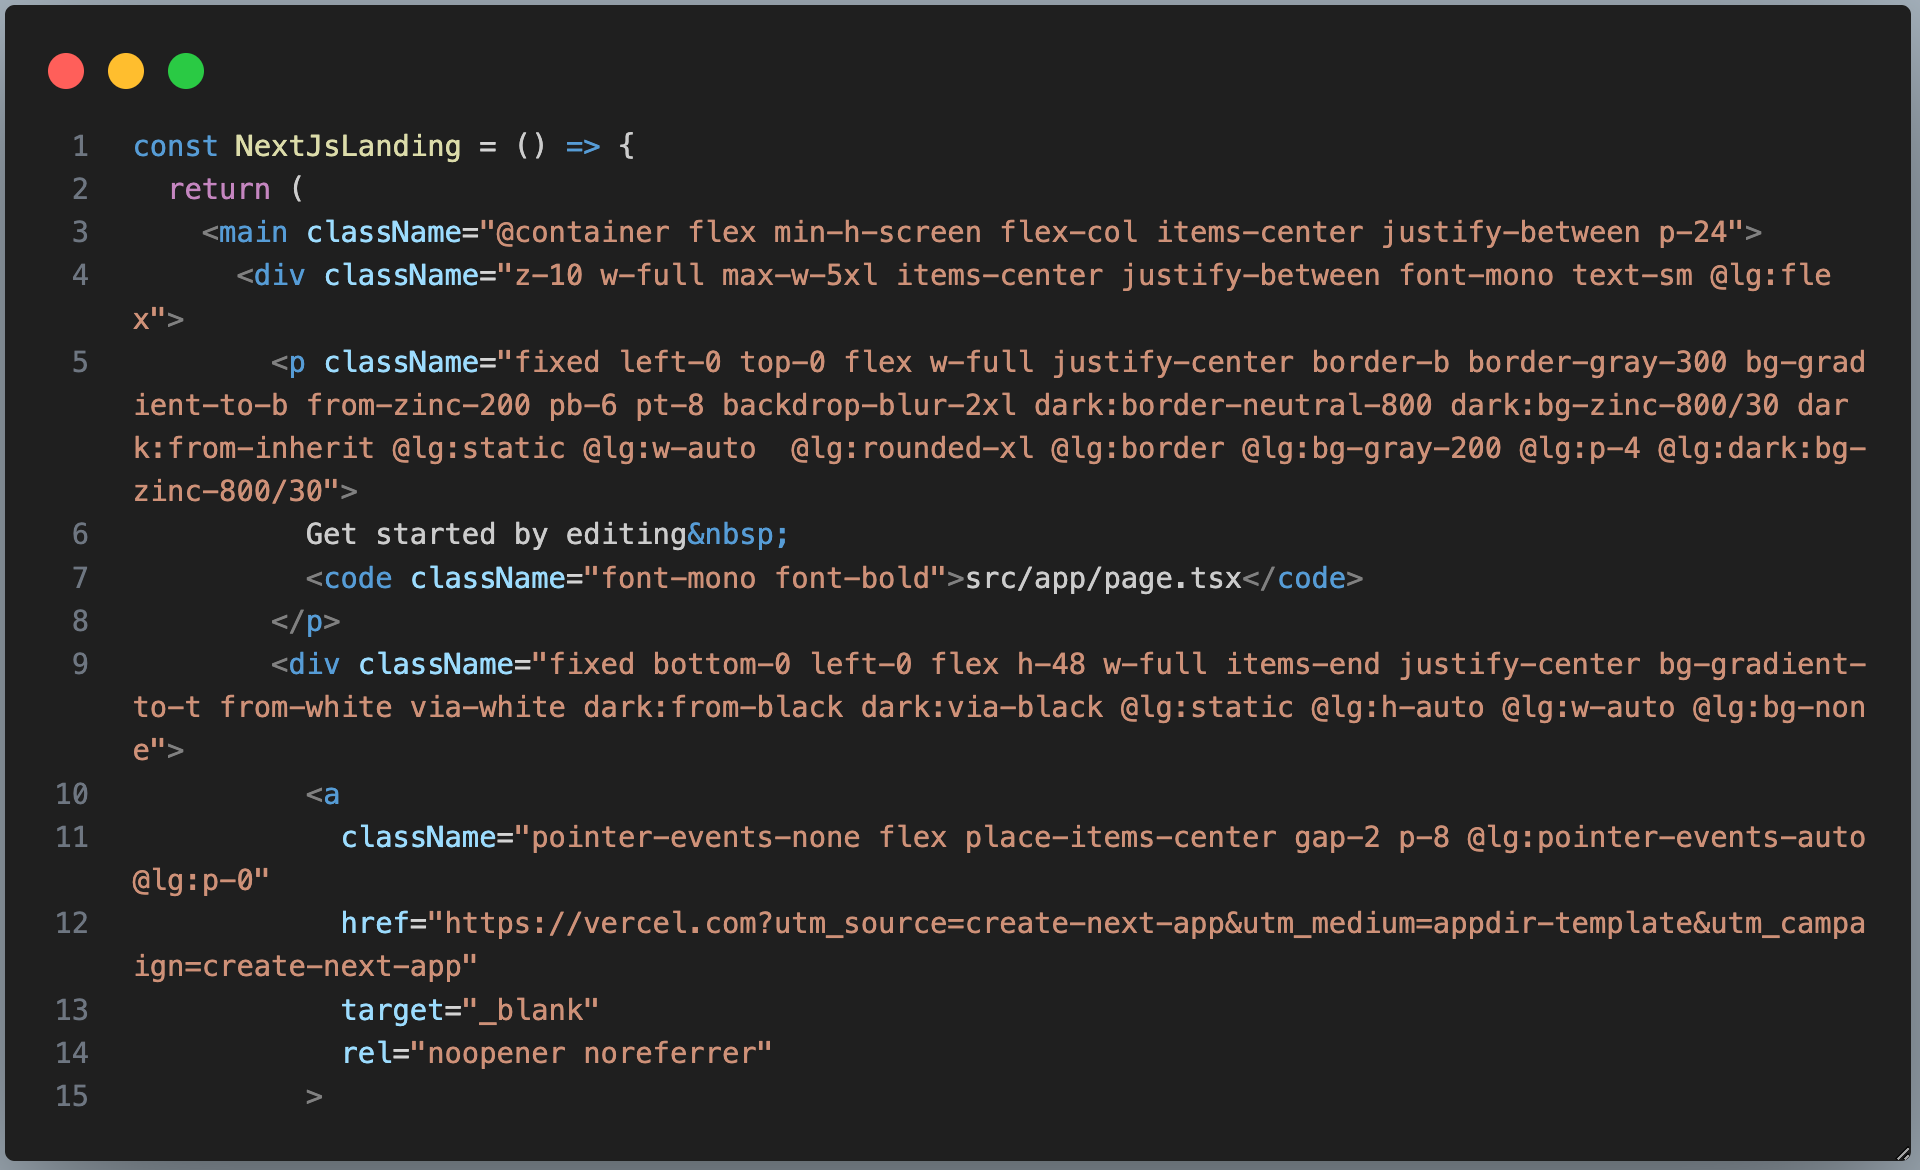 1 const NextJsLanding = () => {
2   return (
3     <main className="@container flex min-h-screen flex-col items-center justify-between p-24">
4       <div className="z-10 w-full max-w-5xl items-center justify-between font-mono text-sm @lg:fle
x">
5         <p className="fixed left-0 top-0 flex w-full justify-center border-b border-gray-300 bg-grad
ient-to-b from-zinc-200 pb-6 pt-8 backdrop-blur-2xl dark:border-neutral-800 dark:bg-zinc-800/30 dar
k:from-inherit @lg:static @lg:w-auto  @lg:rounded-xl @lg:border @lg:bg-gray-200 @lg:p-4 @lg:dark:bg-
zinc-800/30">
6           Get started by editing&nbsp;
7           <code className="font-mono font-bold">src/app/page.tsx</code>
8         </p>
9         <div className="fixed bottom-0 left-0 flex h-48 w-full items-end justify-center bg-gradient-
to-t from-white via-white dark:from-black dark:via-black @lg:static @lg:h-auto @lg:w-auto @lg:bg-non
e">
10           <a
11             className="pointer-events-none flex place-items-center gap-2 p-8 @lg:pointer-events-auto
@lg:p-0"
12             href="https://vercel.com?utm_source=create-next-app&utm_medium=appdir-template&utm_campa
ign=create-next-app"
13             target="_blank"
14             rel="noopener noreferrer"
15           >